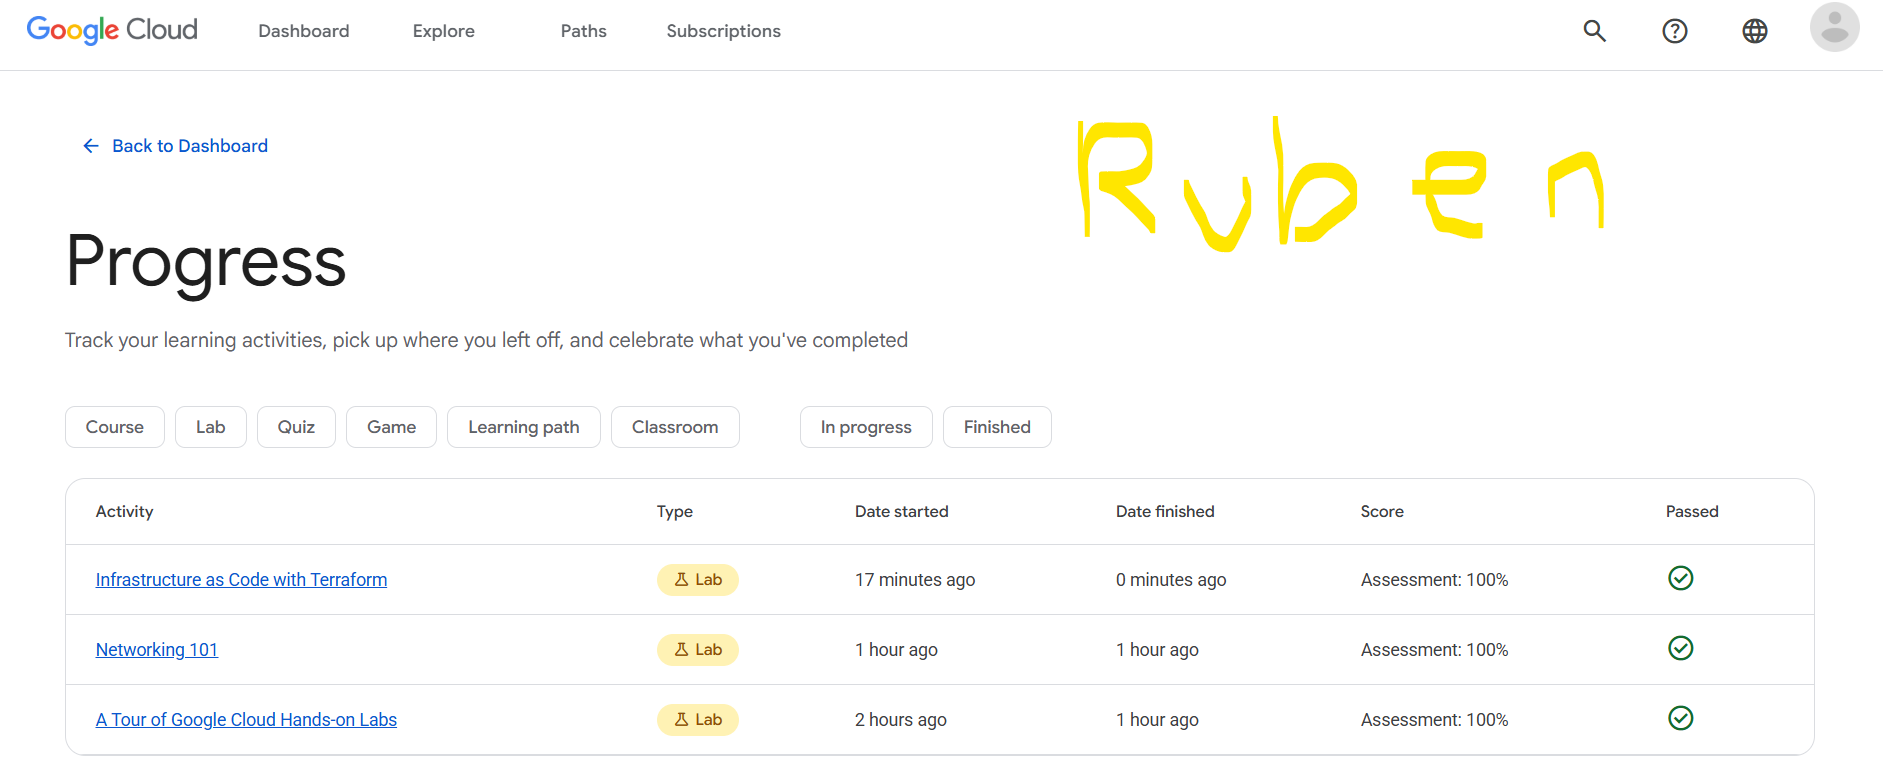 Google Cloud Dashboard Explore Paths Subscriptions
Back to Dashboard
Ruben
Progress
Track your learning activities, pick up where you left off, and celebrate what you've completed
Course Lab Quiz Game Learning path Classroom In progress Finished
Activity Type Date started Date finished Score Passed
Infrastructure as Code with Terraform Lab 17 minutes ago 0 minutes ago Assessment: 100%
Networking 101 Lab 1 hour ago 1 hour ago Assessment: 100%
A Tour of Google Cloud Hands-on Labs Lab 2 hours ago 1 hour ago Assessment: 100%